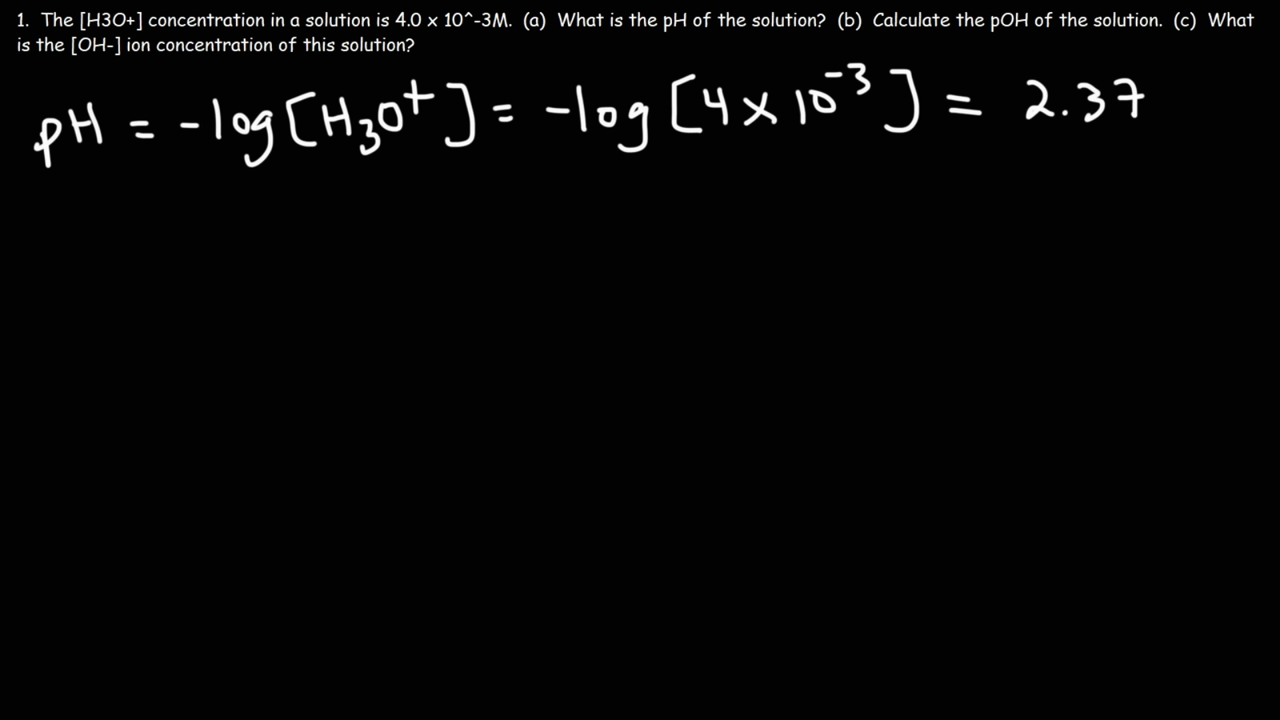 1. The [H3O+] concentration in a solution is 4.0 x 10^-3M. (a) What is the pH of the solution? (b) Calculate the pOH of the solution. (c) What
is the [OH-] ion concentration of this solution?
pH = -log[H₃O⁺] = -log[4 x 10⁻³] = 2.37